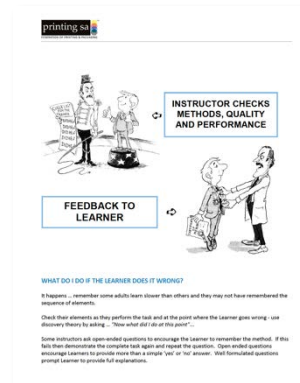 printing sa
INSTRUCTOR CHECKS
METHODS, QUALITY
AND PERFORMANCE
FEEDBACK TO
LEARNER
WHAT DO I DO IF THE LEARNER DOES IT WRONG?
It happens ... remember some adults learn slower than others and they may not have remembered the
sequence of elements.
Check their elements as they perform the task and at the point where the Learner goes wrong - use
discovery theory by asking ... "Now what did I do at this point"...
Some instructors ask open-ended questions to encourage the Learner to remember the method. If this
fails then demonstrate the complete task again and repeat the question. Open ended questions
encourage Learners to provide more than a simple 'yes' or 'no' answer. Well formulated questions
prompt Learner to provide full explanations.